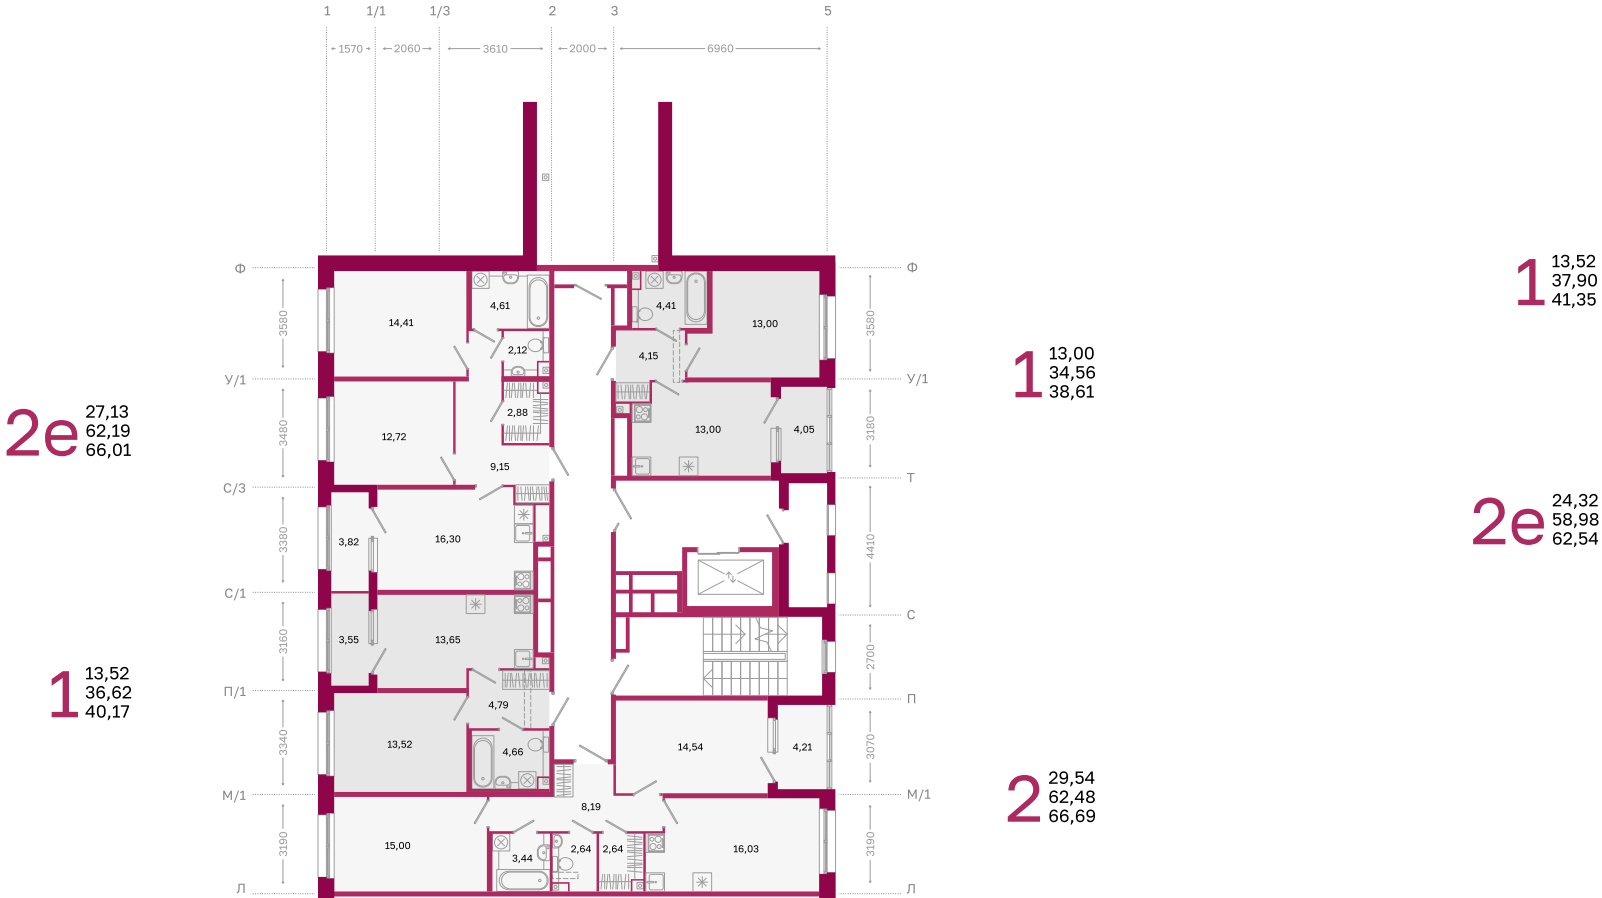 1 1/1 1/3 2 3 5
1570 2060 3610 2000 6960
Ф Ф
3580 3580
4,61 4,41
14,41 13,00
2,12 4,15
У/1 У/1
2,88
12,72 13,00 4,05
3480 3180
9,15
Т
С/3
3,82 16,30
3380 4410
С/1
С
3,55 13,65
3160 2700
П/1
П
4,79
13,52 4,66 14,54 4,21
3340 3070
М/1 М/1
8,19
15,00 3,44 2,64 2,64 16,03
3190 3190
Л Л
2е
27,13
62,19
66,01
1
13,52
36,62
40,17
1
13,00
34,56
38,61
2
29,54
62,48
66,69
1
13,52
37,90
41,35
2е
24,32
58,98
62,54